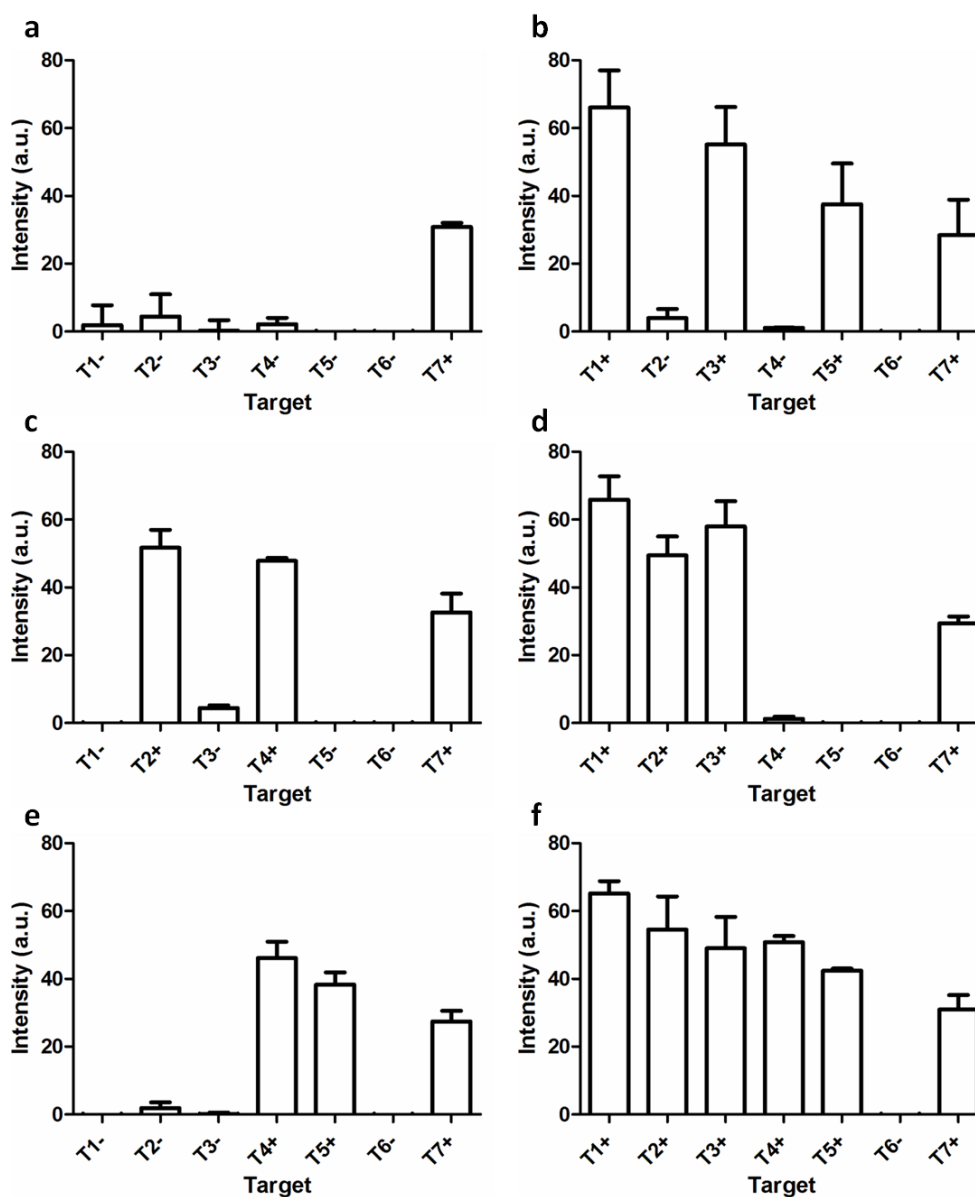 a
Intensity (a.u.)
80
60
40
20
0
T1- T2- T3- T4- T5- T6- T7+
Target
b
Intensity (a.u.)
80
60
40
20
0
T1+ T2- T3+ T4- T5+ T6- T7+
Target
c
Intensity (a.u.)
80
60
40
20
0
T1- T2+ T3- T4+ T5- T6- T7+
Target
d
Intensity (a.u.)
80
60
40
20
0
T1+ T2+ T3+ T4- T5- T6- T7+
Target
e
Intensity (a.u.)
80
60
40
20
0
T1- T2- T3- T4+ T5+ T6- T7+
Target
f
Intensity (a.u.)
80
60
40
20
0
T1+ T2+ T3+ T4+ T5+ T6- T7+
Target